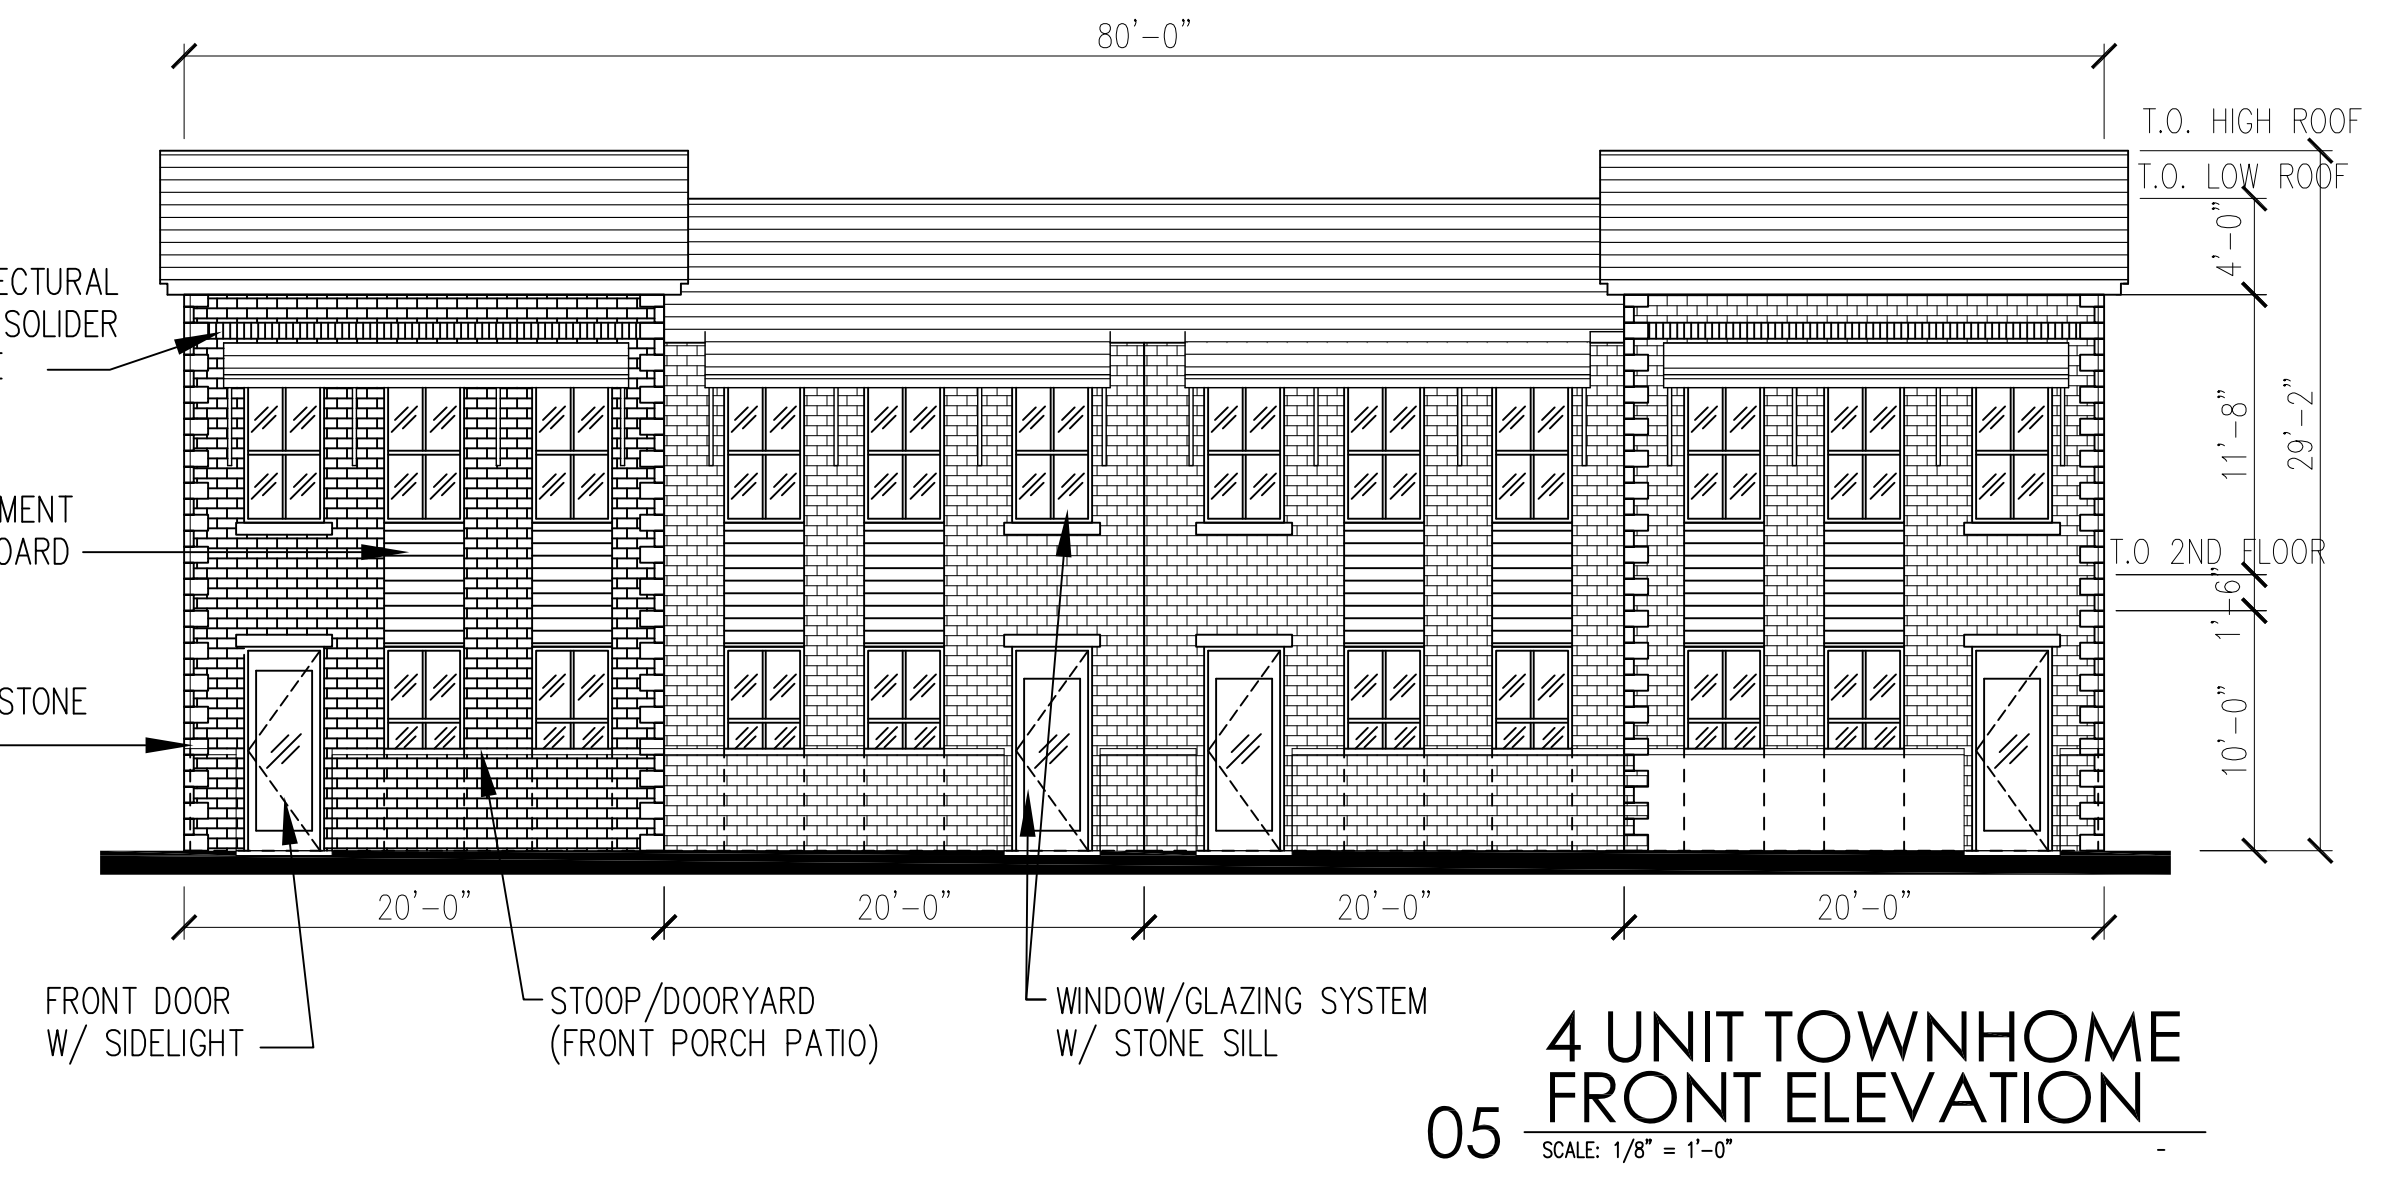 80'-0"
T.O. HIGH ROOF
T.O. LOW ROOF
4'-0"
ECTURAL
SOLIDER
11'-8"
29'-2"
MENT
OARD
T.O 2ND FLOOR
1'-6"
STONE
10'-0"
20'-0"
20'-0"
20'-0"
20'-0"
FRONT DOOR
W/ SIDELIGHT
STOOP/DOORYARD
(FRONT PORCH PATIO)
WINDOW/GLAZING SYSTEM
W/ STONE SILL
4 UNIT TOWNHOME
FRONT ELEVATION
05
SCALE: 1/8" = 1'-0"
-